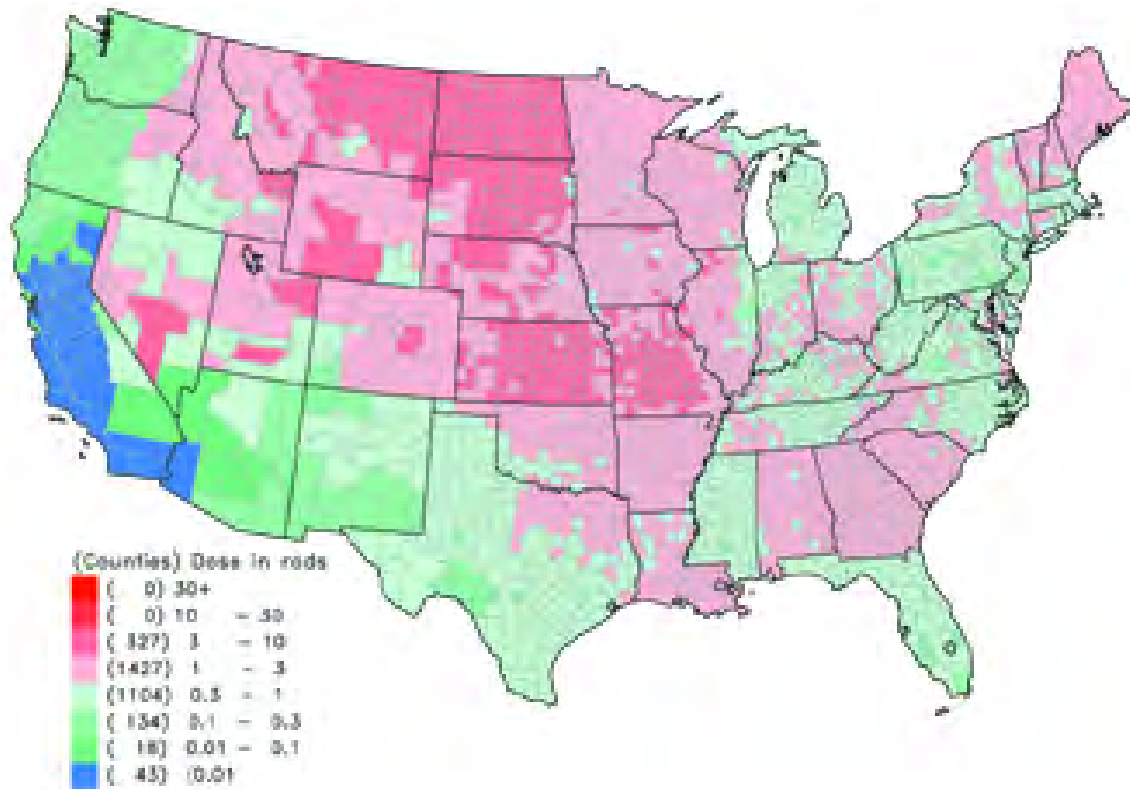 (Counties) Dose in rads
( 0) 30+
( 0) 10 - 30
( 327) 3 - 10
(1427) 1 - 3
(1104) 0.3 - 1
( 134) 0.1 - 0.3
( 18) 0.01 - 0.1
( 43) <0.01